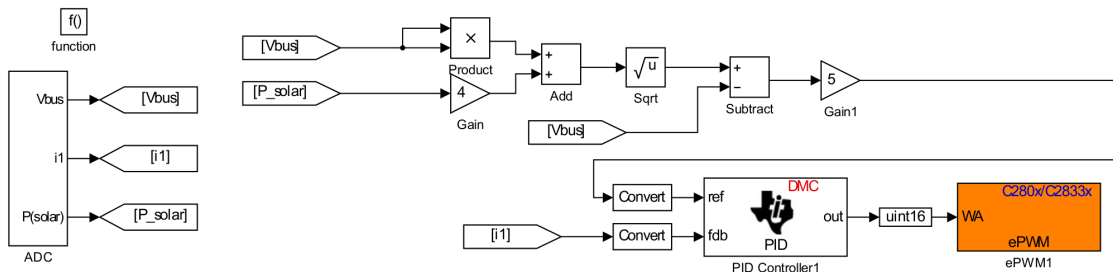 f()
function
ADC
Vbus
i1
P(solar)
[Vbus]
[i1]
[P_solar]
[Vbus]
×
Product
[P_solar]
4
Gain
+
+
Add
√u
Sqrt
[Vbus]
+
−
Subtract
5
Gain1
[i1]
Convert
Convert
DMC
ref
fdb
out
PID
PID Controller1
uint16
C280x/C2833x
WA
ePWM
ePWM1